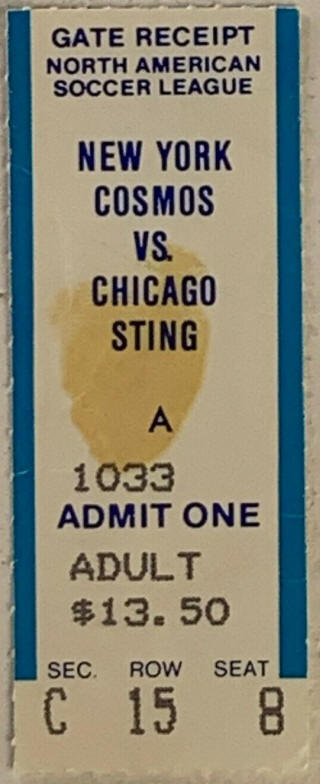 GATE RECEIPT
NORTH AMERICAN
SOCCER LEAGUE
NEW YORK
COSMOS
VS.
CHICAGO
STING
A
1033
ADMIT ONE
ADULT
$13.50
SEC. ROW SEAT
C 15 8